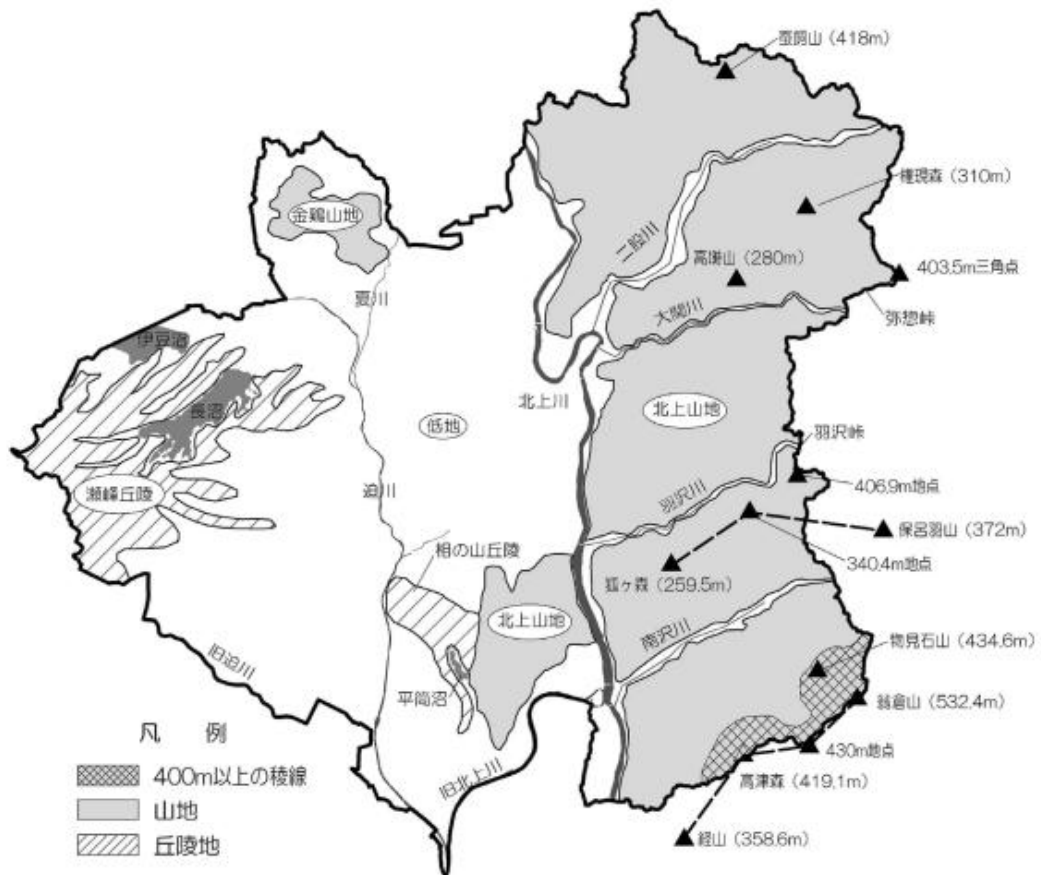 蚕飼山（418m）
権現森（310m）
金鶏山地
二股川
高瑳山（280m）
403.5m三角点
夏川
大関川
弥惣峠
伊豆沼
北上川
長沼
北上山地
低地
羽沢峠
迫川
羽沢川
406.9m地点
瀬峰丘陵
保呂羽山（372m）
相の山丘陵
340.4m地点
狐ヶ森（259.5m）
北上山地
南沢川
物見石山（434.6m）
旧迫川
平筒沼
翁倉山（532.4m）
凡　例
430m地点
400m以上の稜線
旧北上川
高津森（419.1m）
山地
丘陵地
経山（358.6m）